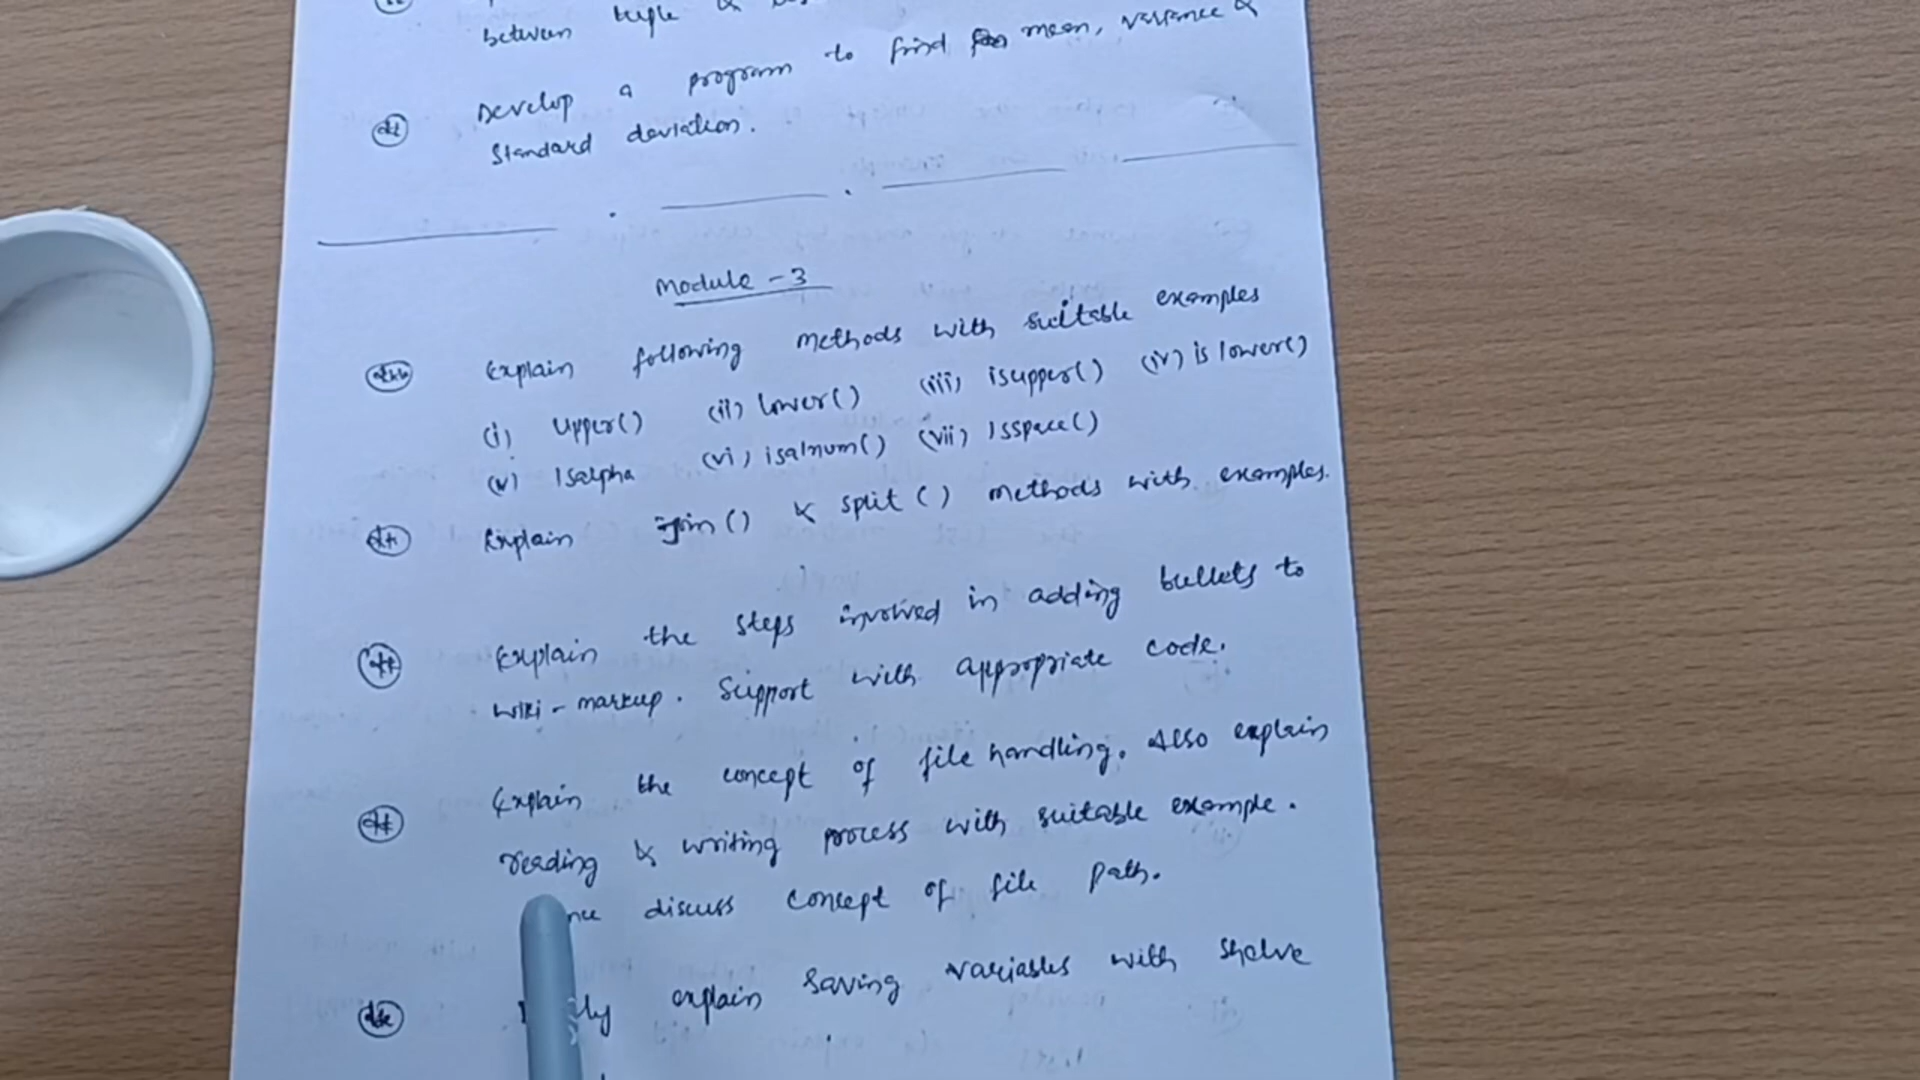 between tuple &
Develop a program to find mean, variance &
Standard deviation.
Module - 3
Explain following methods with suitable examples
(i) Upper() (ii) lower() (iii) isupper() (iv) is lower()
(v) Isalpha (vi) isalnum() (vii) Isspace()
Explain join() & split() methods with examples.
Explain the steps involved in adding bullets to
wiki - markup. Support with appropriate code.
Explain the concept of file handling. Also explain
reading & writing process with suitable example.
discuss concept of file path.
explain saving variables with shelve